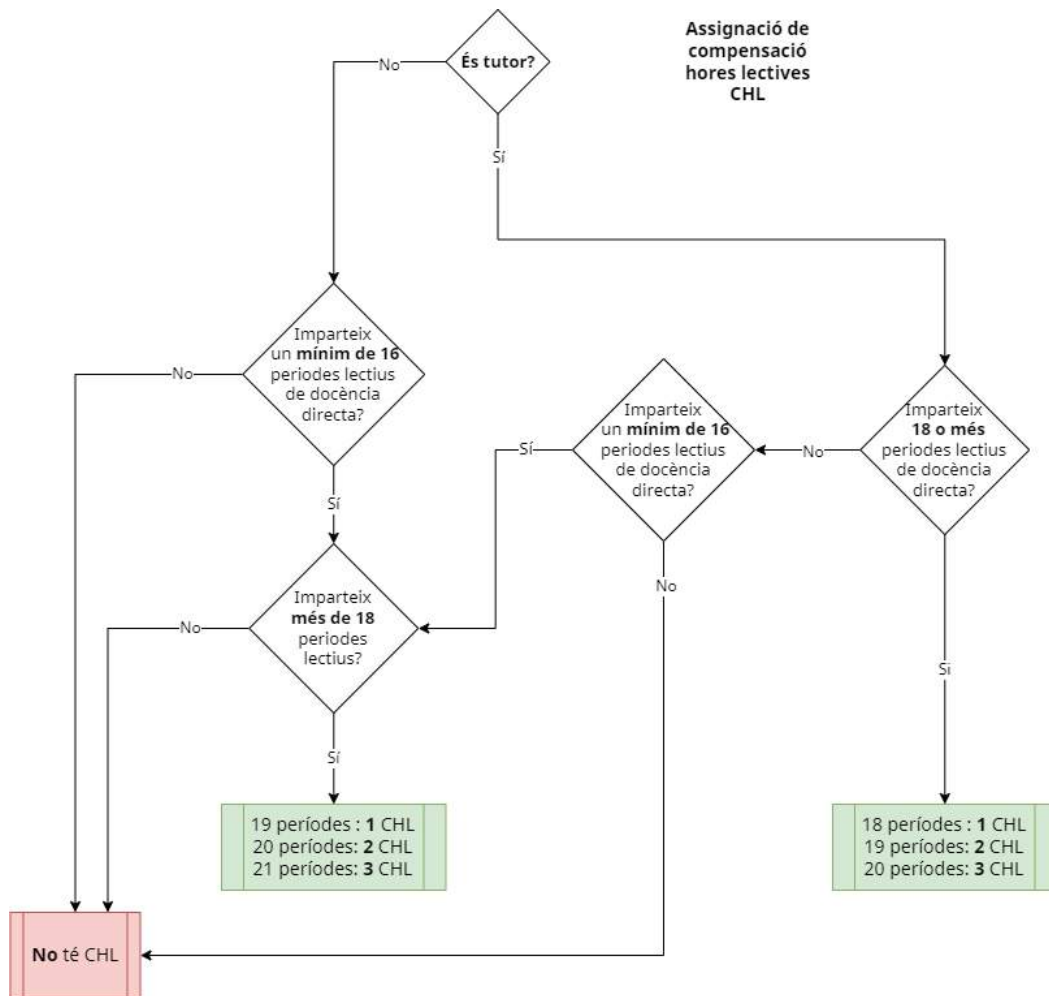 Assignació de
compensació
hores lectives
CHL
És tutor?
No
Sí
Imparteix
un mínim de 16
periodes lectius
de docència
directa?
No
Sí
Imparteix
un mínim de 16
periodes lectius
de docència
directa?
Sí
No
Imparteix
18 o més
periodes lectius
de docència
directa?
No
Si
Imparteix
més de 18
periodes
lectius?
No
Sí
19 períodes : 1 CHL
20 períodes: 2 CHL
21 períodes: 3 CHL
18 períodes : 1 CHL
19 períodes: 2 CHL
20 períodes: 3 CHL
No té CHL